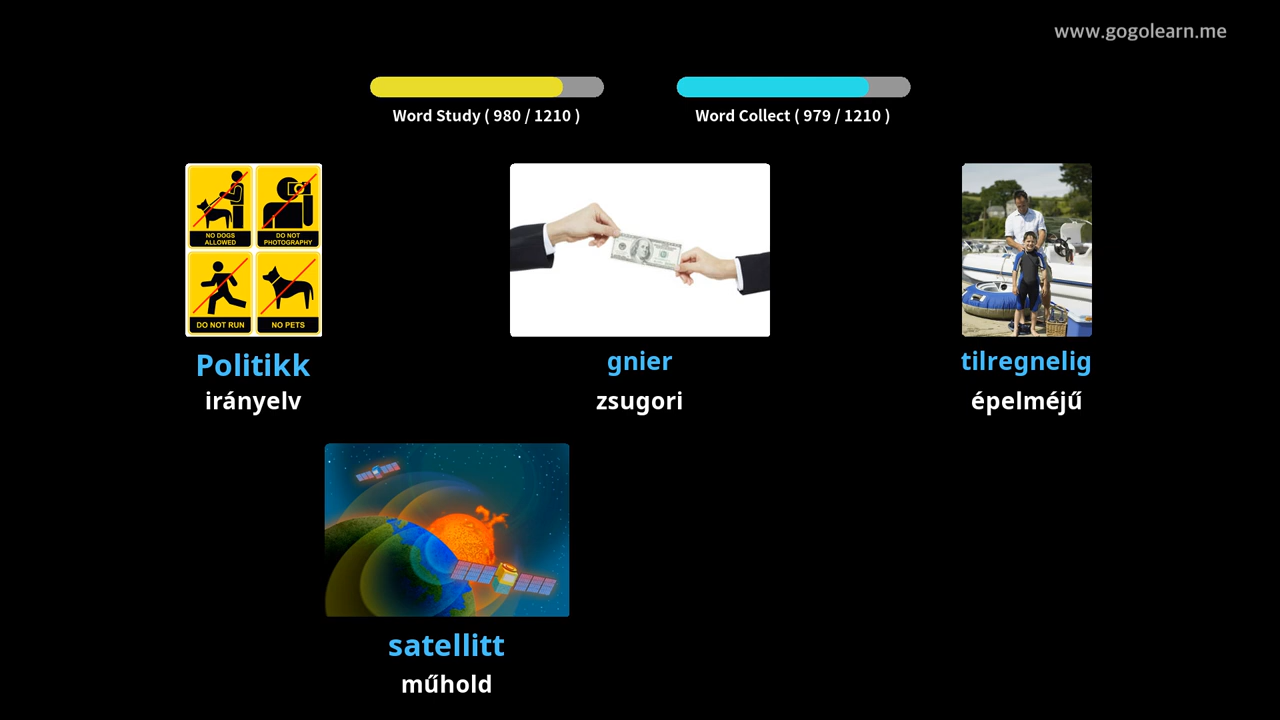 www.gogolearn.me
Word Study ( 980 / 1210 )
Word Collect ( 979 / 1210 )
NO DOGS
ALLOWED
DO NOT
PHOTOGRAPHY
DO NOT RUN
NO PETS
Politikk
irányelv
gnier
zsugori
tilregnelig
épelméjű
satellitt
műhold